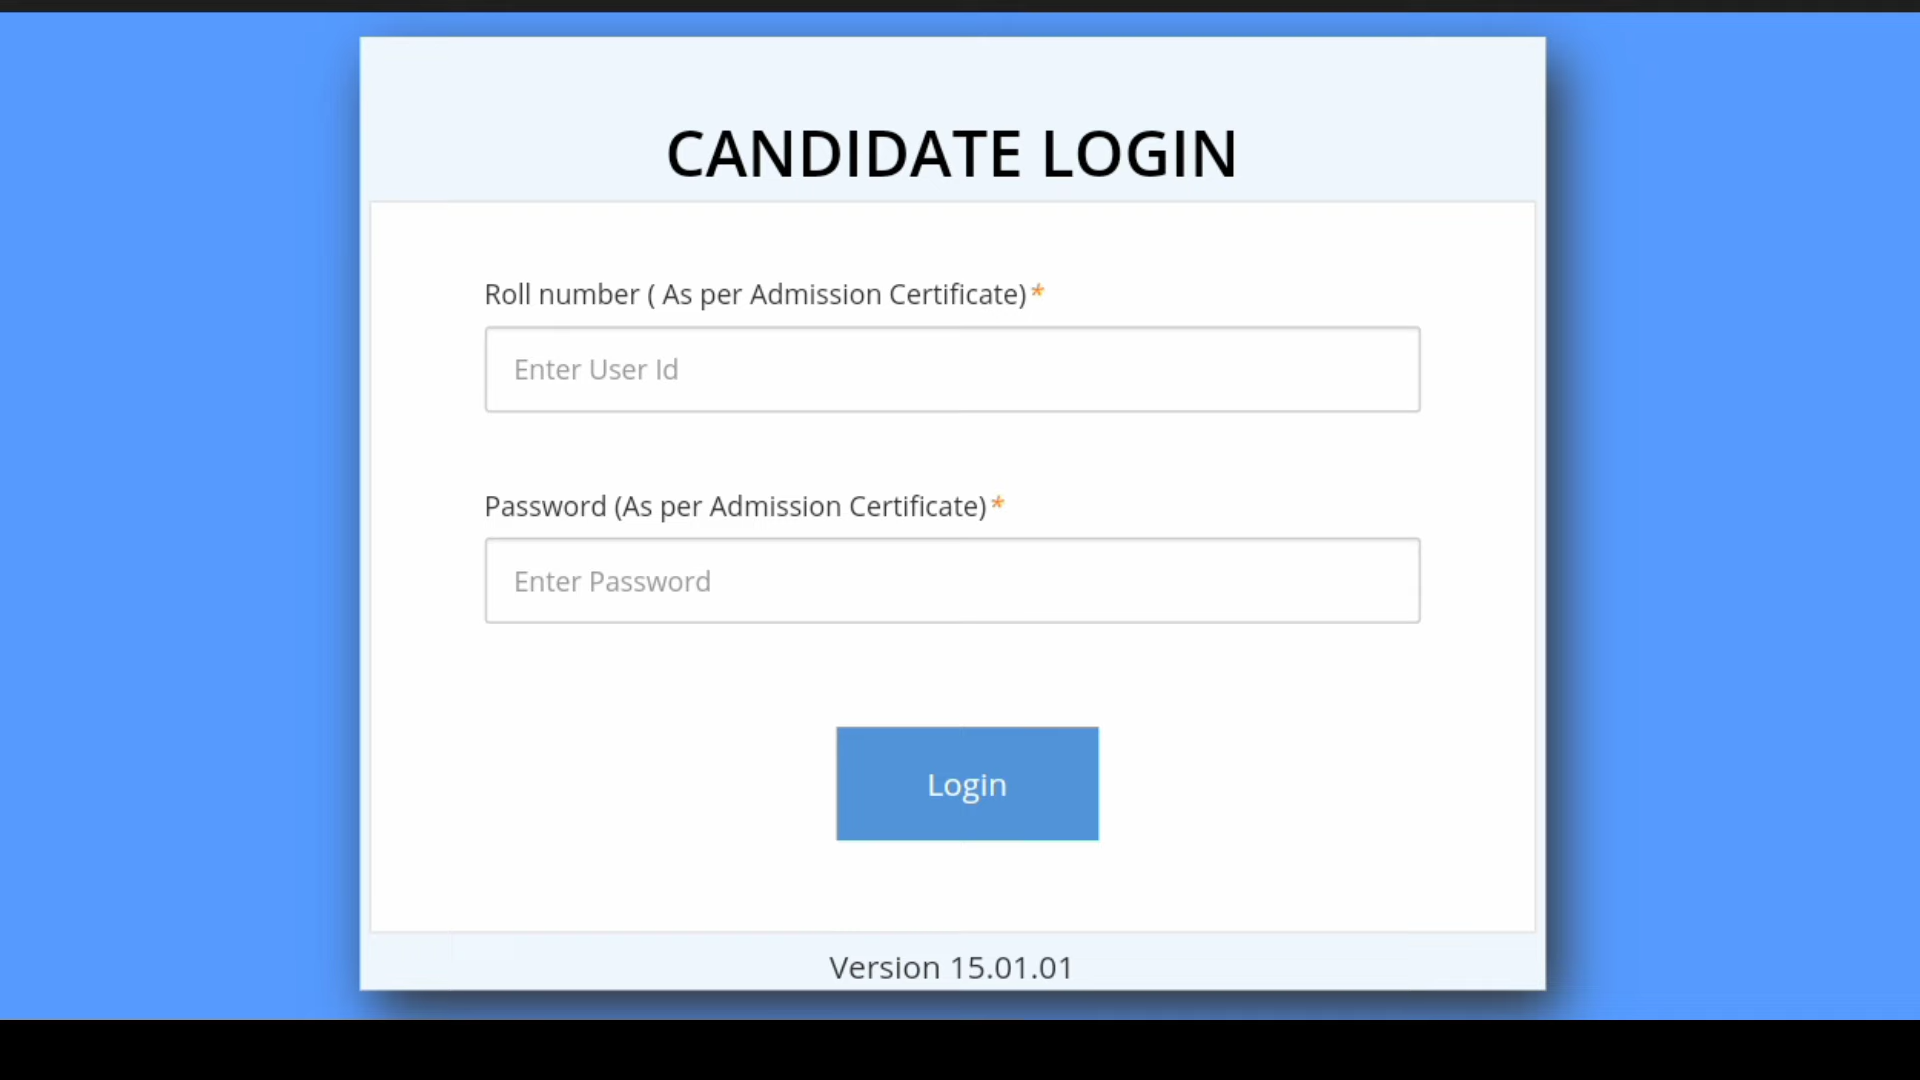 CANDIDATE LOGIN
Roll number ( As per Admission Certificate)*
Enter User Id
Password (As per Admission Certificate)*
Enter Password
Login
Version 15.01.01